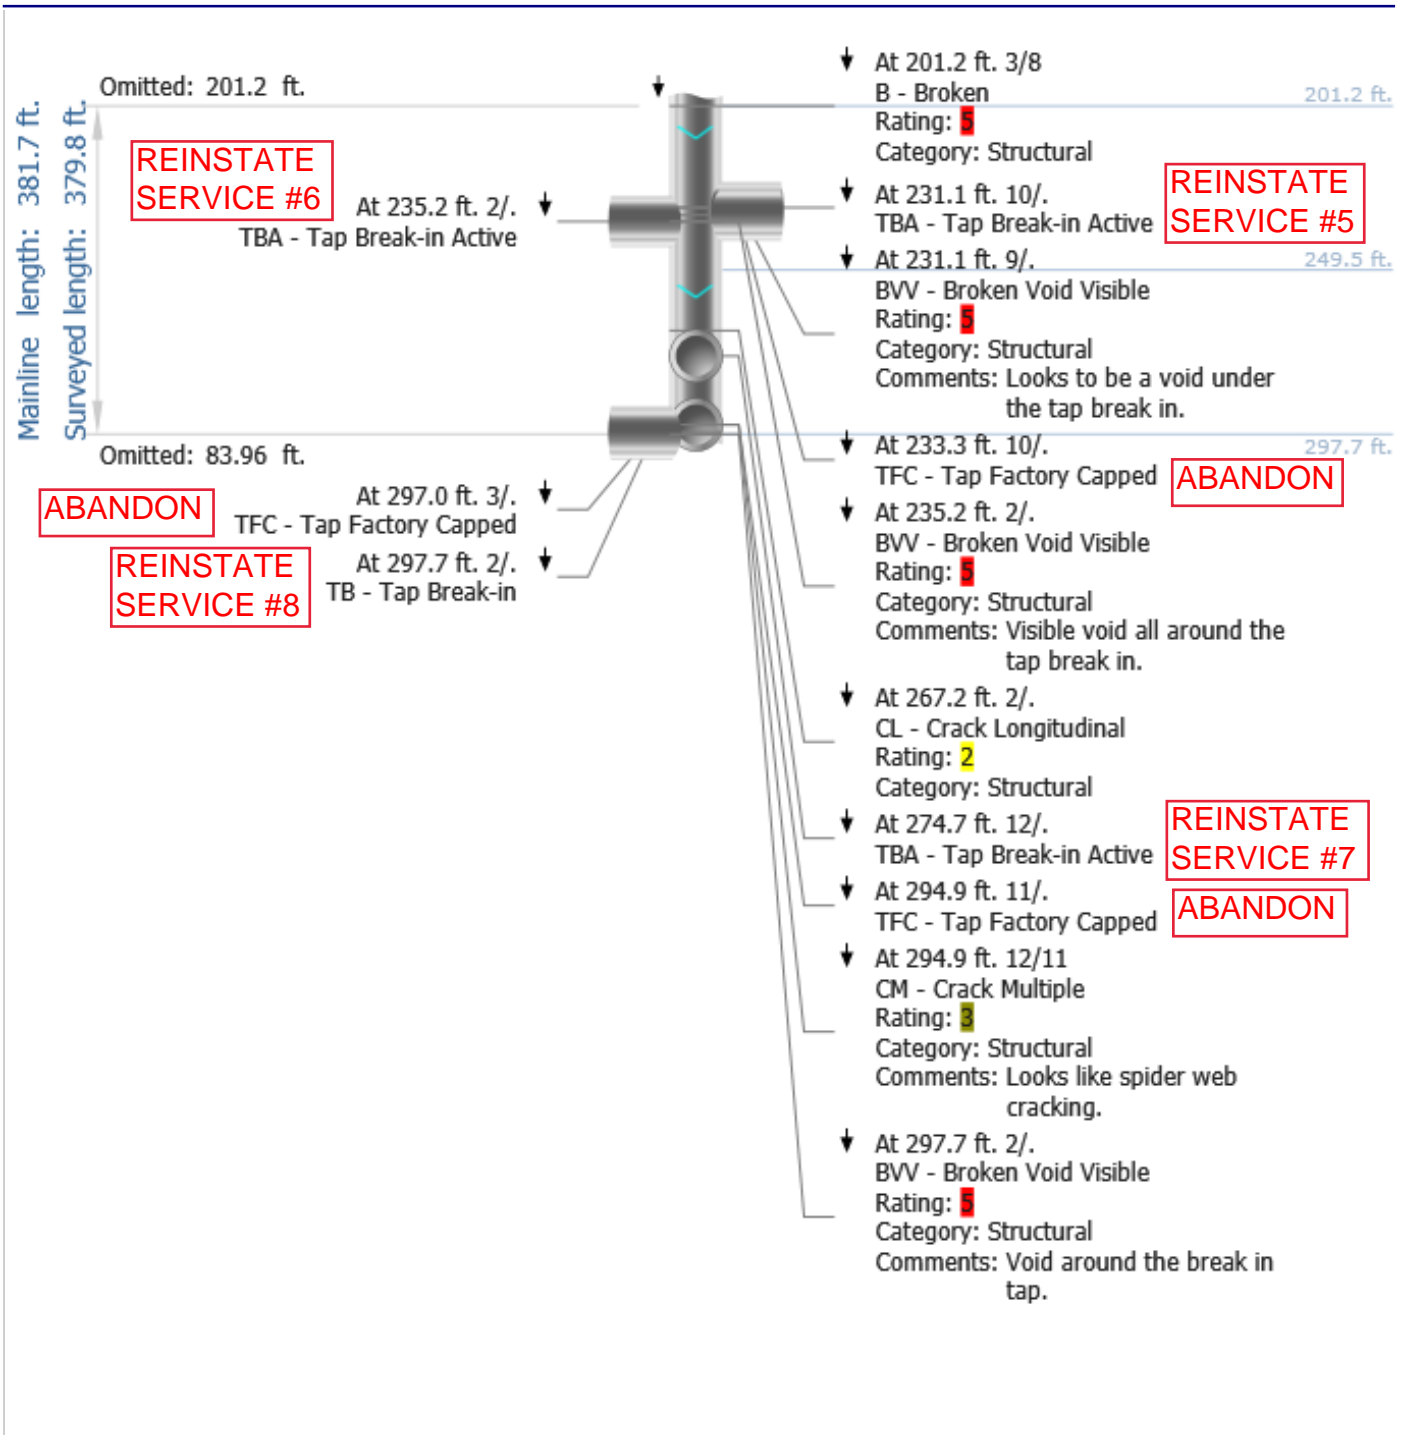 Mainline length: 381.7 ft.
Surveyed length: 379.8 ft.
Omitted: 201.2 ft.
REINSTATE
SERVICE #6
At 235.2 ft. 2/.
TBA - Tap Break-in Active
Omitted: 83.96 ft.
ABANDON
At 297.0 ft. 3/.
TFC - Tap Factory Capped
REINSTATE
SERVICE #8
At 297.7 ft. 2/.
TB - Tap Break-in
At 201.2 ft. 3/8
B - Broken
201.2 ft.
Rating: 5
Category: Structural
At 231.1 ft. 10/.
TBA - Tap Break-in Active
REINSTATE
SERVICE #5
At 231.1 ft. 9/.
249.5 ft.
BVV - Broken Void Visible
Rating: 5
Category: Structural
Comments: Looks to be a void under
the tap break in.
At 233.3 ft. 10/.
297.7 ft.
TFC - Tap Factory Capped
ABANDON
At 235.2 ft. 2/.
BVV - Broken Void Visible
Rating: 5
Category: Structural
Comments: Visible void all around the
tap break in.
At 267.2 ft. 2/.
CL - Crack Longitudinal
Rating: 2
Category: Structural
At 274.7 ft. 12/.
TBA - Tap Break-in Active
REINSTATE
SERVICE #7
At 294.9 ft. 11/.
TFC - Tap Factory Capped
ABANDON
At 294.9 ft. 12/11
CM - Crack Multiple
Rating: 3
Category: Structural
Comments: Looks like spider web
cracking.
At 297.7 ft. 2/.
BVV - Broken Void Visible
Rating: 5
Category: Structural
Comments: Void around the break in
tap.